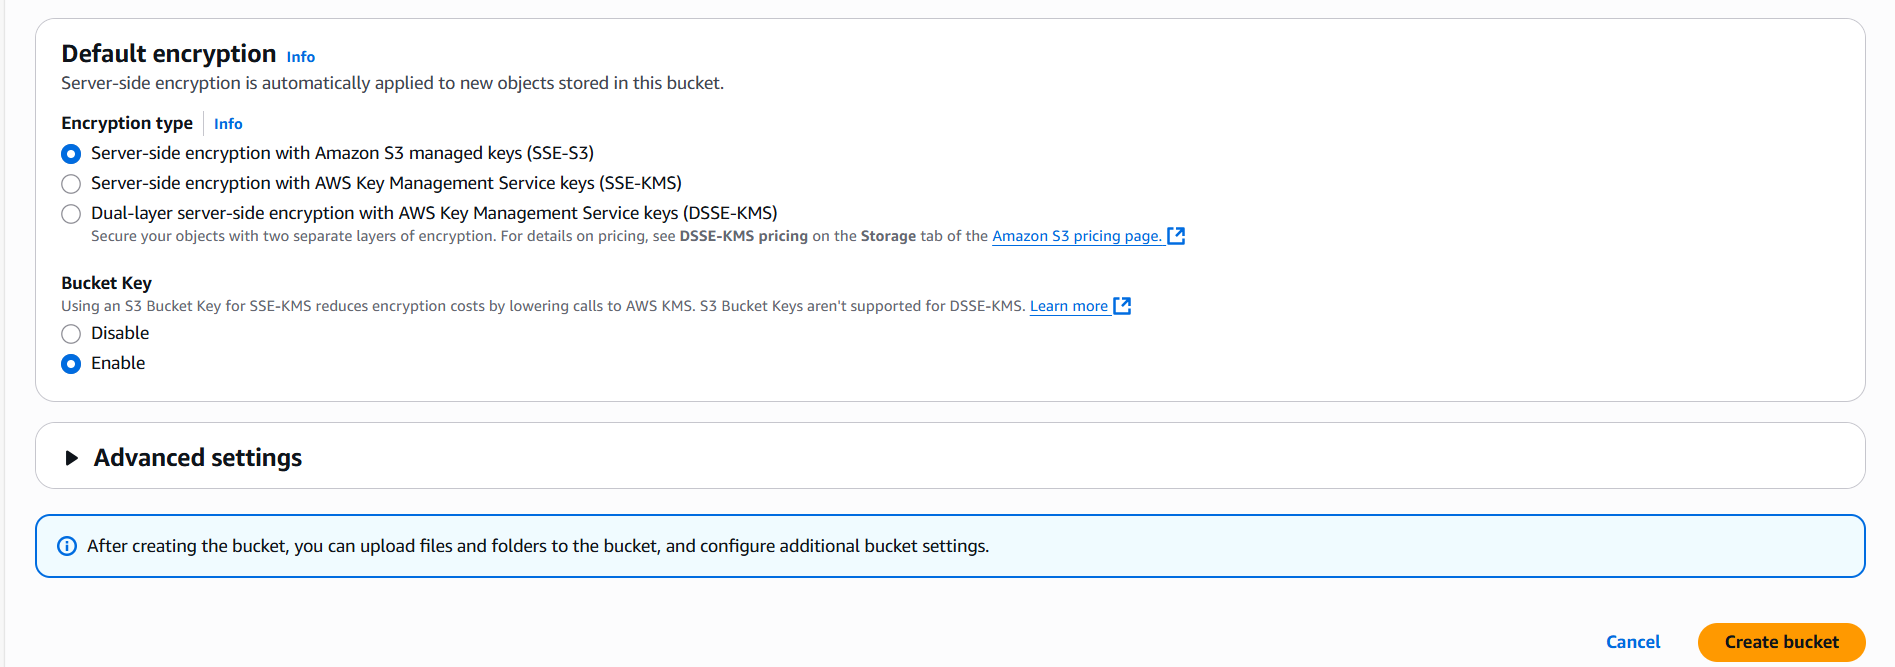 Default encryption Info
Server-side encryption is automatically applied to new objects stored in this bucket.
Encryption type Info
Server-side encryption with Amazon S3 managed keys (SSE-S3)
Server-side encryption with AWS Key Management Service keys (SSE-KMS)
Dual-layer server-side encryption with AWS Key Management Service keys (DSSE-KMS)
Secure your objects with two separate layers of encryption. For details on pricing, see DSSE-KMS pricing on the Storage tab of the Amazon S3 pricing page.
Bucket Key
Using an S3 Bucket Key for SSE-KMS reduces encryption costs by lowering calls to AWS KMS. S3 Bucket Keys aren't supported for DSSE-KMS. Learn more
Disable
Enable
Advanced settings
After creating the bucket, you can upload files and folders to the bucket, and configure additional bucket settings.
Cancel Create bucket